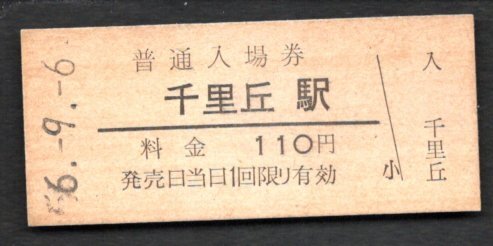 普通入場券
千里丘駅
料金 110円
発売日当日1回限り有効
小
入
千里丘
6.-9.-6